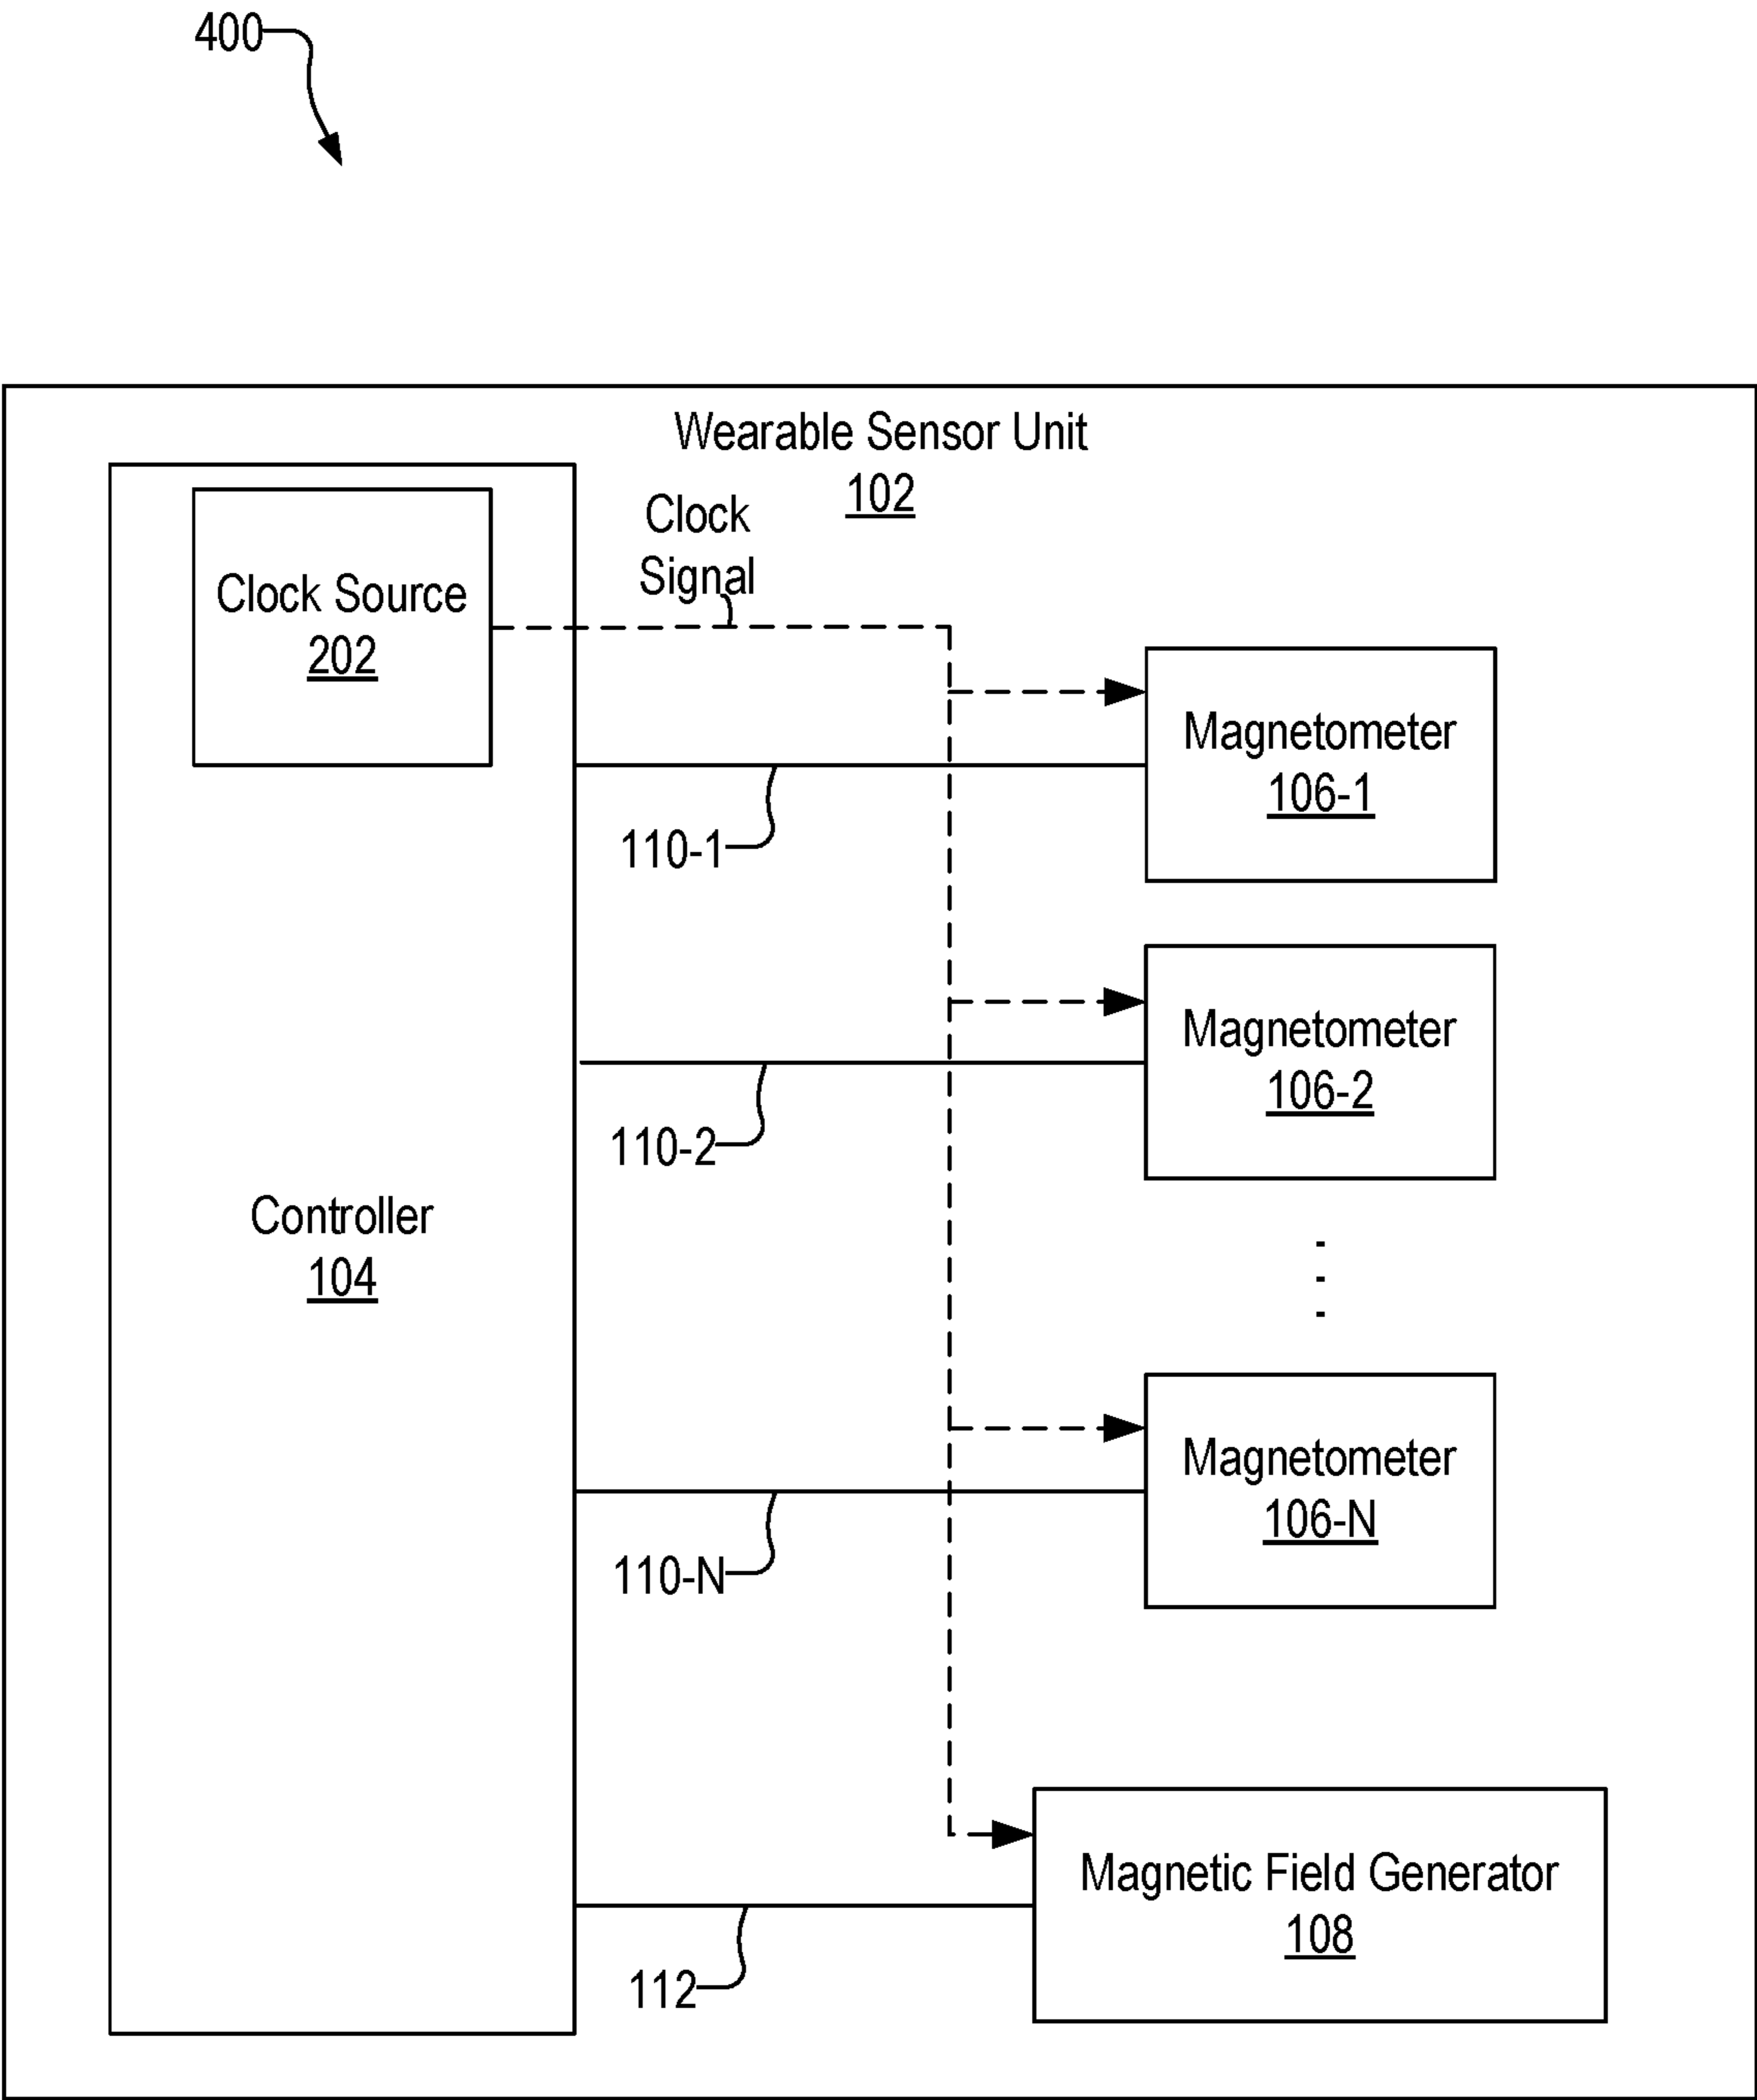 400
Wearable Sensor Unit
102
Clock
Signal
Clock Source
202
Magnetometer
106-1
110-1
Magnetometer
106-2
110-2
Controller
104
Magnetometer
106-N
110-N
Magnetic Field Generator
108
112